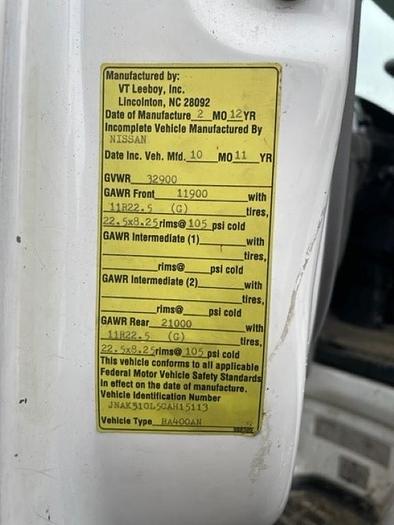 Manufactured by:
VT Leeboy, Inc.
Lincolnton, NC 28092
Date of Manufacture 2 MO 12 YR
Incomplete Vehicle Manufactured By
NISSAN
Date Inc. Veh. Mfd. 10 MO 11 YR
GVWR 32900
GAWR Front 11900 with
11R22.5 (G) tires,
22.5x8.25 rims@ 105 psi cold
GAWR Intermediate (1) with
tires,
rims@ psi cold
GAWR Intermediate (2) with
tires,
rims@ psi cold
GAWR Rear 21000 with
11R22.5 (G) tires,
22.5x8.25 rims@ 105 psi cold
This vehicle conforms to all applicable
Federal Motor Vehicle Safety Standards
In effect on the date of manufacture.
Vehicle Identification Number
JNAK310L5CAH15113
Vehicle Type RA400AN